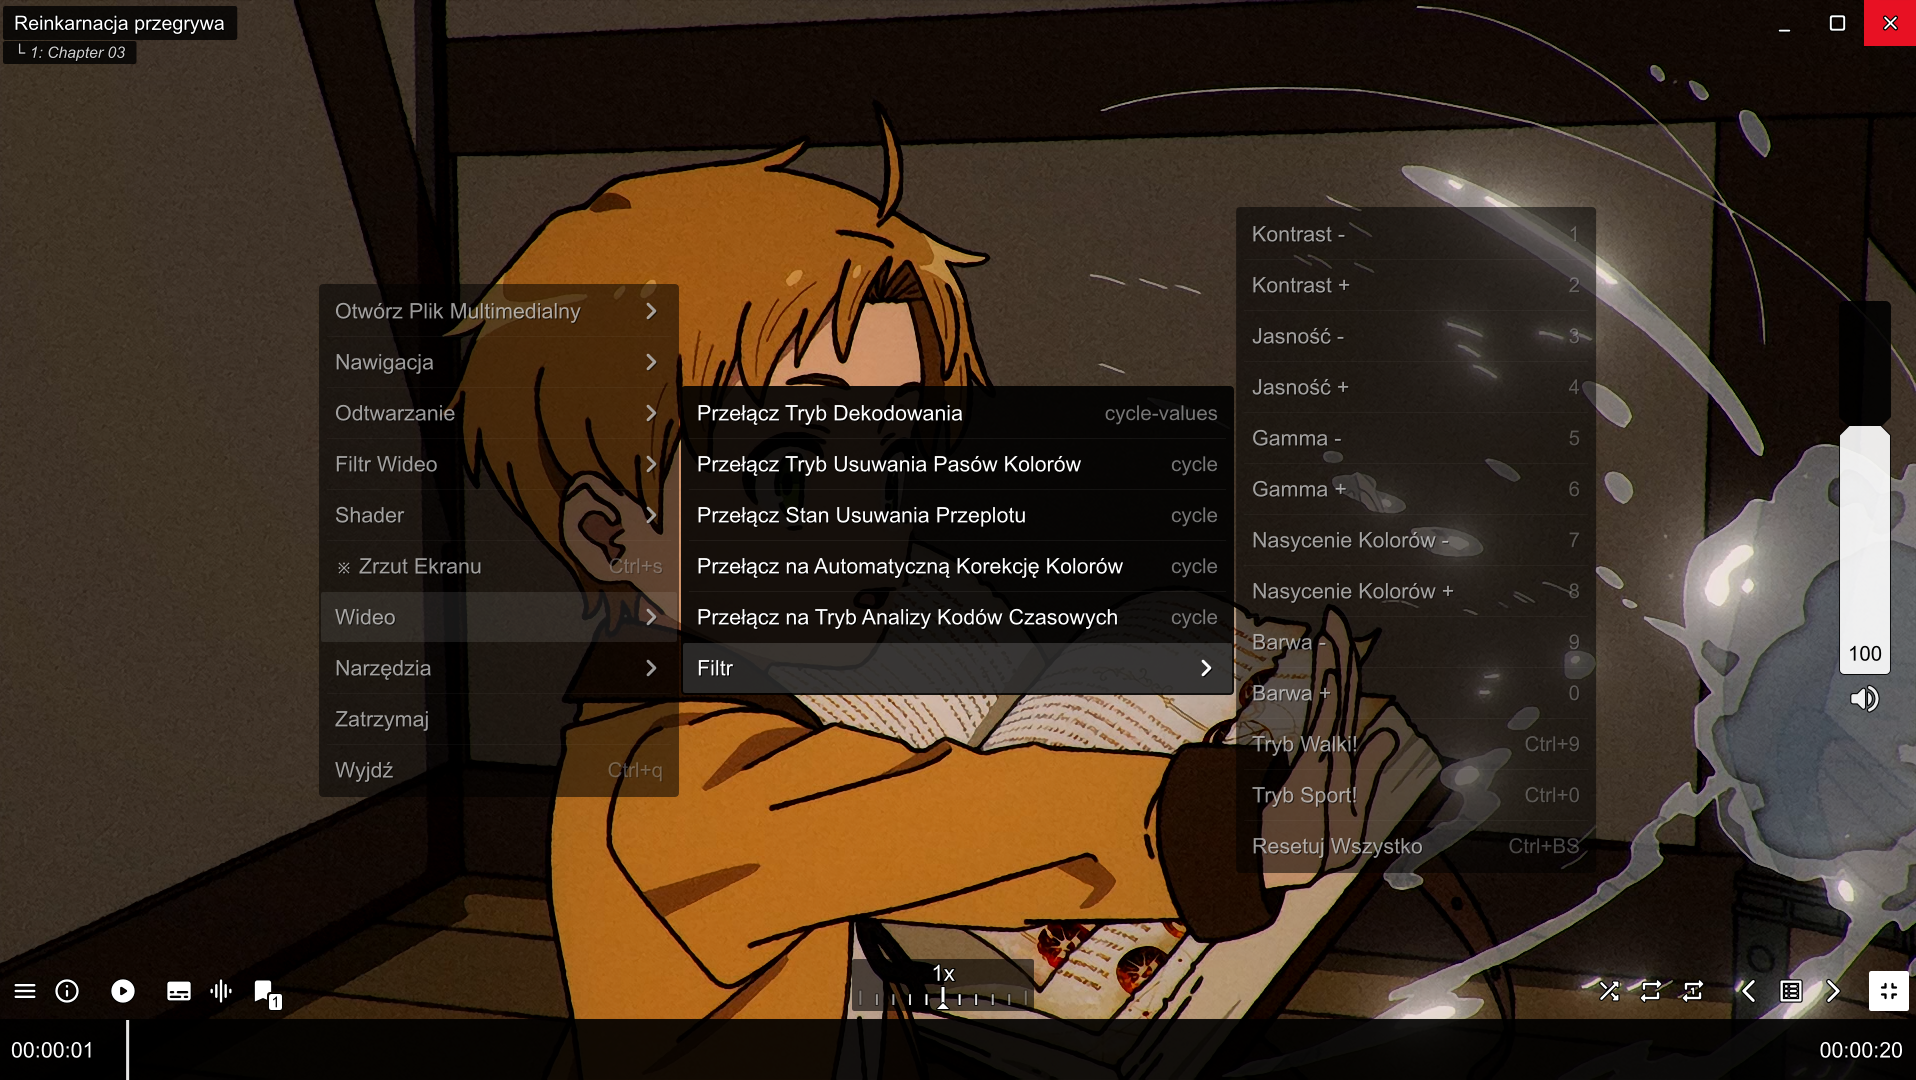 Reinkarnacja przegrywa
└ 1: Chapter 03
Otwórz Plik Multimedialny
Nawigacja
Odtwarzanie
Filtr Wideo
Shader
※ Zrzut Ekranu Ctrl+s
Wideo
Narzędzia
Zatrzymaj
Wyjdź Ctrl+q
Przełącz Tryb Dekodowania cycle-values
Przełącz Tryb Usuwania Pasów Kolorów cycle
Przełącz Stan Usuwania Przeplotu cycle
Przełącz na Automatyczną Korekcję Kolorów cycle
Przełącz na Tryb Analizy Kodów Czasowych cycle
Filtr
Kontrast - 1
Kontrast + 2
Jasność - 3
Jasność + 4
Gamma - 5
Gamma + 6
Nasycenie Kolorów - 7
Nasycenie Kolorów + 8
Barwa - 9
Barwa + 0
Tryb Walki! Ctrl+9
Tryb Sport! Ctrl+0
Resetuj Wszystko Ctrl+BS
100
1
1x
00:00:01
00:00:20